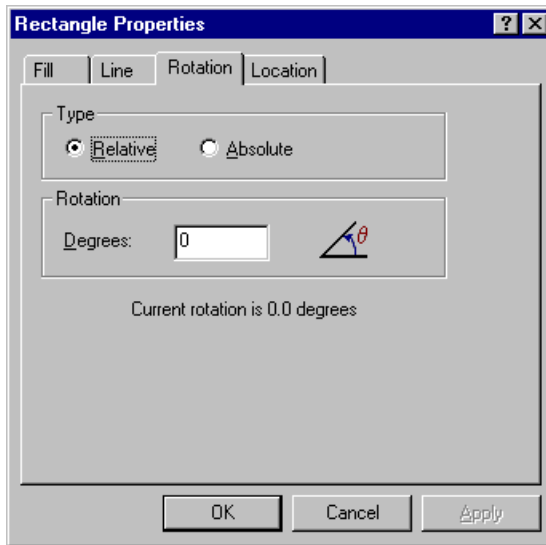 Rectangle Properties
Fill Line Rotation Location
Type
Relative Absolute
Rotation
Degrees: 0 θ
Current rotation is 0.0 degrees
OK Cancel Apply